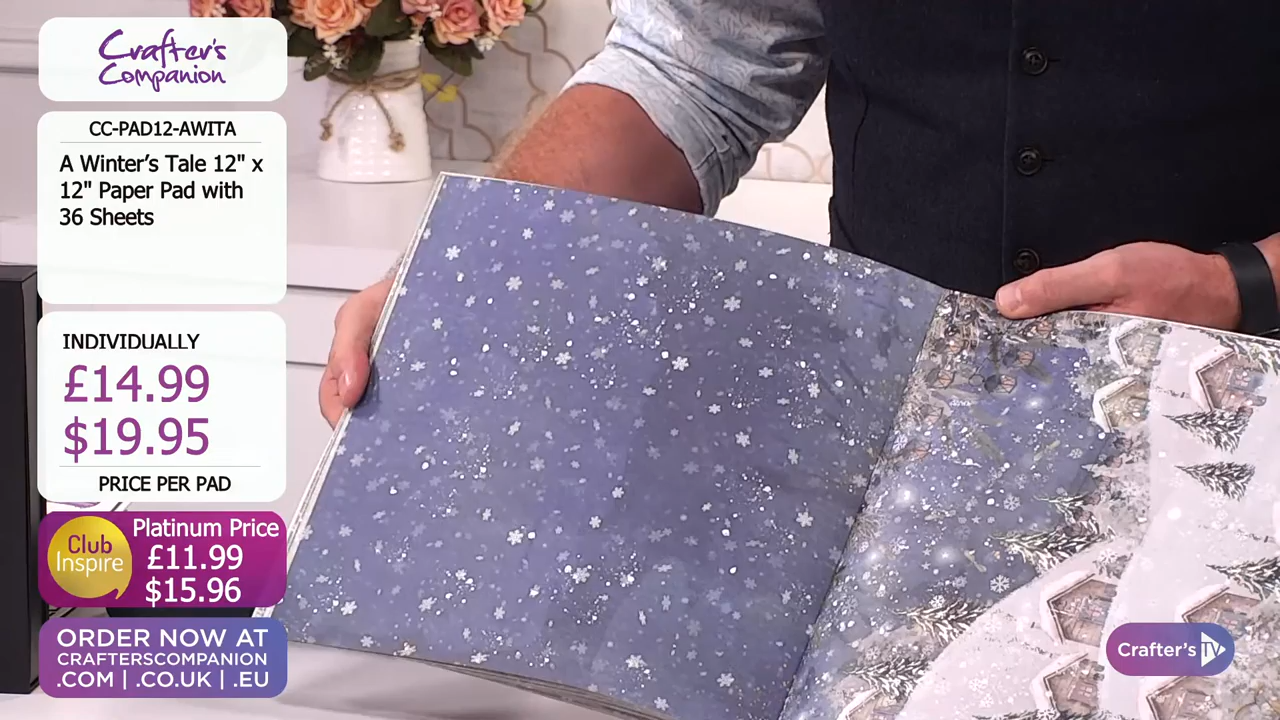 Crafter's
Companion
CC-PAD12-AWITA
A Winter's Tale 12" x
12" Paper Pad with
36 Sheets
INDIVIDUALLY
£14.99
$19.95
PRICE PER PAD
Club
Inspire
Platinum Price
£11.99
$15.96
ORDER NOW AT
CRAFTERSCOMPANION
.COM | .CO.UK | .EU
Crafter's TV